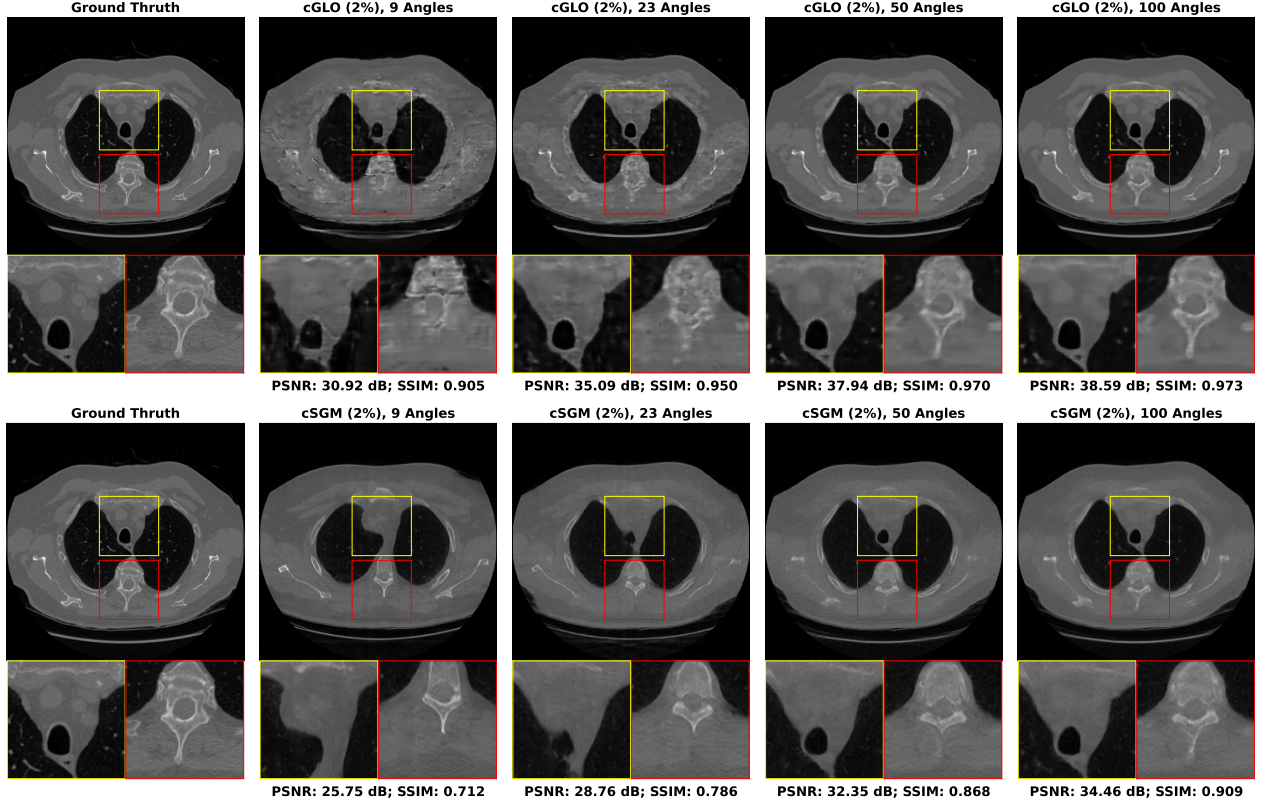 Ground Thruth
cGLO (2%), 9 Angles
cGLO (2%), 23 Angles
cGLO (2%), 50 Angles
cGLO (2%), 100 Angles
PSNR: 30.92 dB; SSIM: 0.905
PSNR: 35.09 dB; SSIM: 0.950
PSNR: 37.94 dB; SSIM: 0.970
PSNR: 38.59 dB; SSIM: 0.973
Ground Thruth
cSGM (2%), 9 Angles
cSGM (2%), 23 Angles
cSGM (2%), 50 Angles
cSGM (2%), 100 Angles
PSNR: 25.75 dB; SSIM: 0.712
PSNR: 28.76 dB; SSIM: 0.786
PSNR: 32.35 dB; SSIM: 0.868
PSNR: 34.46 dB; SSIM: 0.909